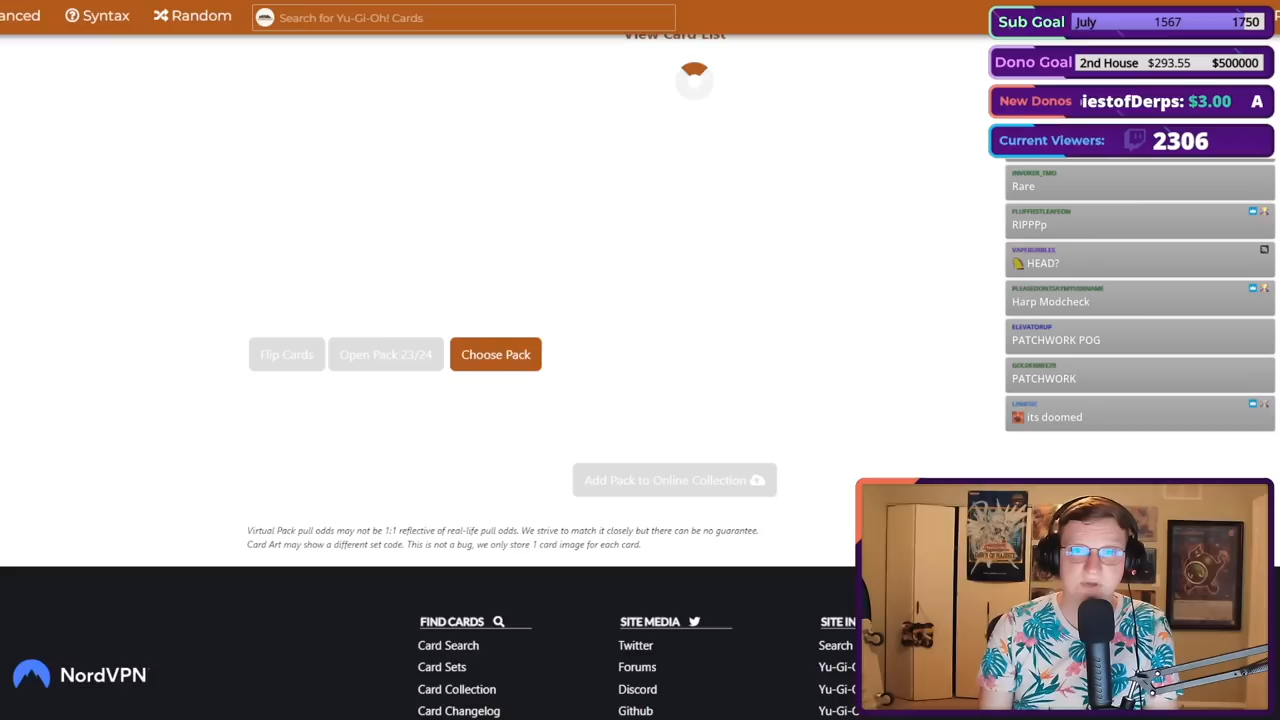 anced
Syntax
Random
Search for Yu-Gi-Oh! Cards
View Card List
Flip Cards
Open Pack 23/24
Choose Pack
Add Pack to Online Collection
Virtual Pack pull odds may not be 1:1 reflective of real-life pull odds. We strive to match it closely but there can be no guarantee.
Card Art may show a different set code. This is not a bug, we only store 1 card image for each card.
FIND CARDS
Card Search
Card Sets
Card Collection
Card Changelog
SITE MEDIA
Twitter
Forums
Discord
Github
SITE IN
Search
Yu-Gi-
Yu-Gi-
Yu-Gi-
NordVPN
Sub Goal July 1567 1750
Dono Goal 2nd House $293.55 $500000
New Donos iestofDerps: $3.00 A
Current Viewers: 2306
INVOKER_TMO
Rare
FLUFFIESTLEAFEON
RIPPPp
VAPEBUBBLES
HEAD?
PLEASEDONTSAYMYUSERNAME
Harp Modcheck
ELEVATORUP
PATCHWORK POG
PATCHWORK
its doomed